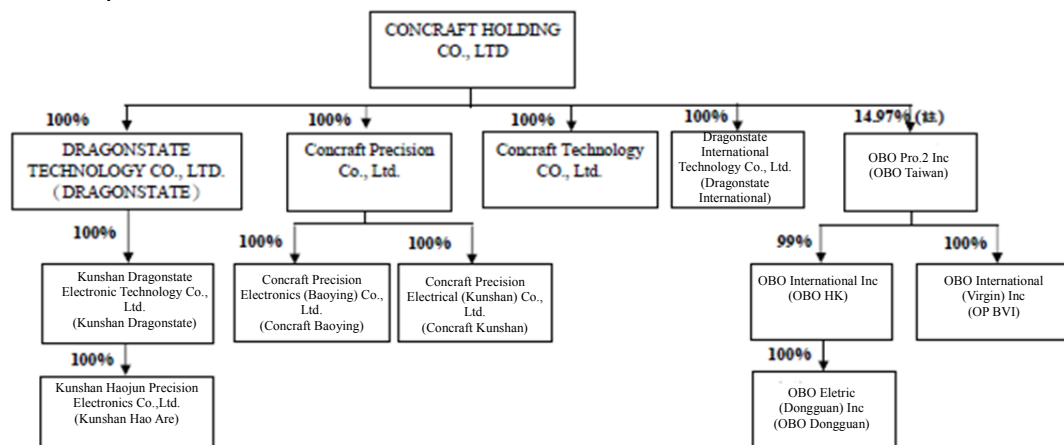 CONCRAFT HOLDING
CO., LTD
100%
100%
100%
100%
14.97% (註)
DRAGONSTATE
TECHNOLOGY CO., LTD.
(DRAGONSTATE)
Concraft Precision
Co., Ltd.
Concraft Technology
CO., Ltd.
Dragonstate
International
Technology Co., Ltd.
(Dragonstate
International)
OBO Pro.2 Inc
(OBO Taiwan)
100%
100%
100%
99%
100%
Kunshan Dragonstate
Electronic Technology Co.,
Ltd.
(Kunshan Dragonstate)
Concraft Precision
Electronics (Baoying) Co.,
Ltd.
(Concraft Baoying)
Concraft Precision
Electrical (Kunshan) Co.,
Ltd.
(Concraft Kunshan)
OBO International Inc
(OBO HK)
OBO International
(Virgin) Inc
(OP BVI)
100%
100%
Kunshan Haojun Precision
Electronics Co.,Ltd.
(Kunshan Hao Are)
OBO Eletric
(Dongguan) Inc
(OBO Dongguan)